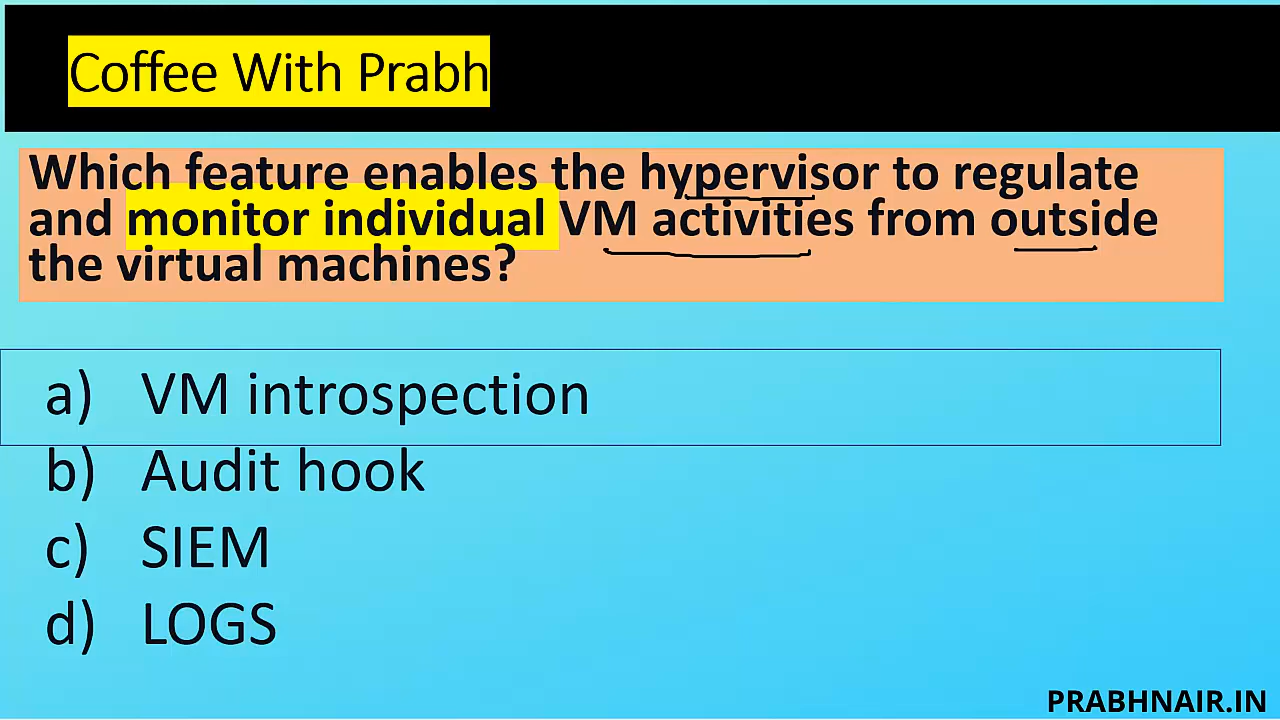 Coffee With Prabh
Which feature enables the hypervisor to regulate
and monitor individual VM activities from outside
the virtual machines?
a) VM introspection
b) Audit hook
c) SIEM
d) LOGS
PRABHNAIR.IN